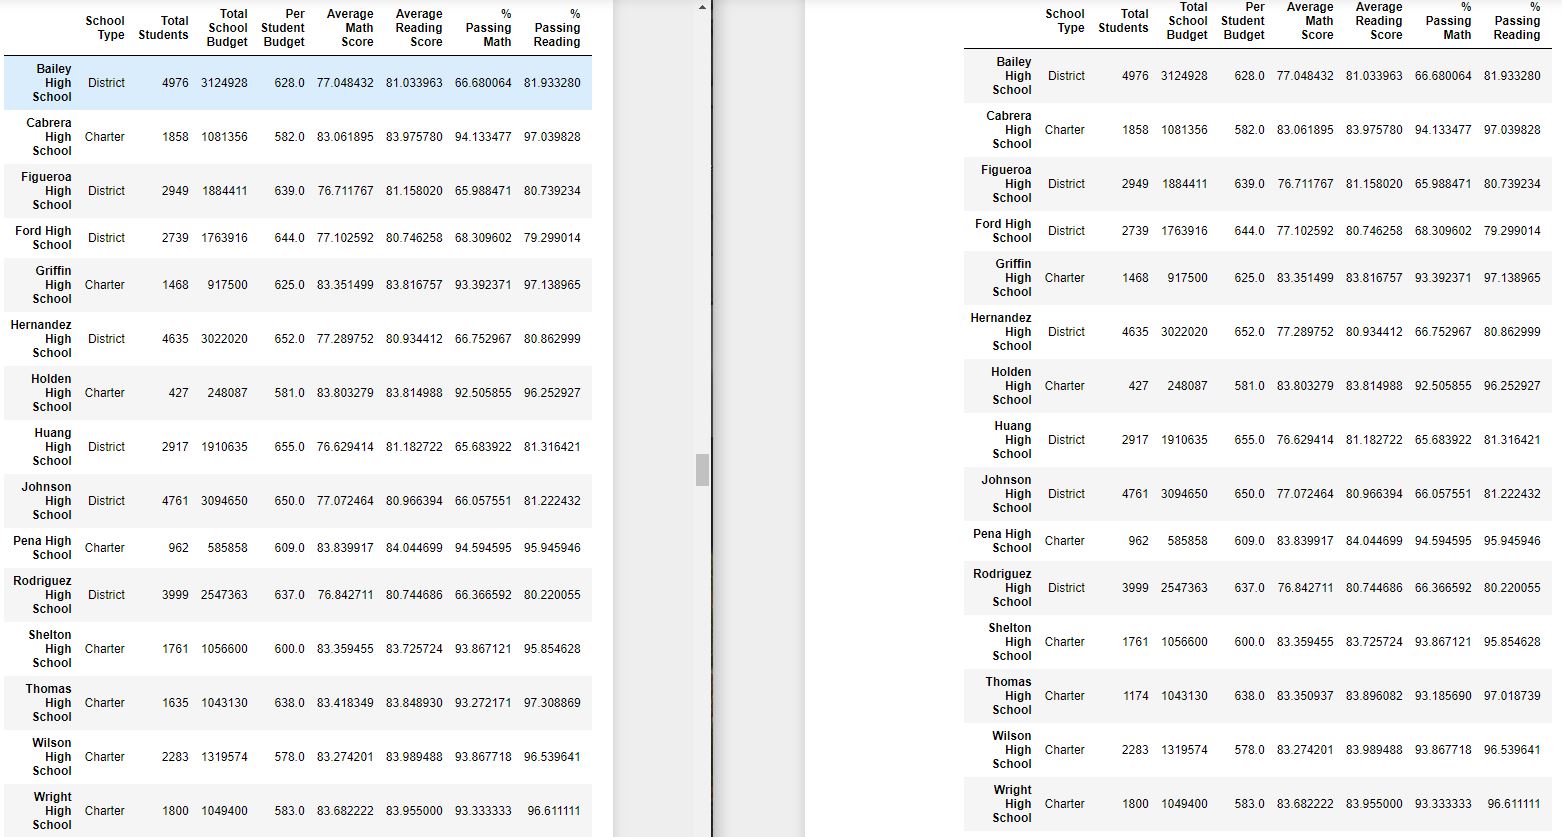 School Type Total Students Total School Budget Per Student Budget Average Math Score Average Reading Score % Passing Math % Passing Reading
Bailey High School District 4976 3124928 628.0 77.048432 81.033963 66.680064 81.933280
Cabrera High School Charter 1858 1081356 582.0 83.061895 83.975780 94.133477 97.039828
Figueroa High School District 2949 1884411 639.0 76.711767 81.158020 65.988471 80.739234
Ford High School District 2739 1763916 644.0 77.102592 80.746258 68.309602 79.299014
Griffin High School Charter 1468 917500 625.0 83.351499 83.816757 93.392371 97.138965
Hernandez High School District 4635 3022020 652.0 77.289752 80.934412 66.752967 80.862999
Holden High School Charter 427 248087 581.0 83.803279 83.814988 92.505855 96.252927
Huang High School District 2917 1910635 655.0 76.629414 81.182722 65.683922 81.316421
Johnson High School District 4761 3094650 650.0 77.072464 80.966394 66.057551 81.222432
Pena High School Charter 962 585858 609.0 83.839917 84.044699 94.594595 95.945946
Rodriguez High School District 3999 2547363 637.0 76.842711 80.744686 66.366592 80.220055
Shelton High School Charter 1761 1056600 600.0 83.359455 83.725724 93.867121 95.854628
Thomas High School Charter 1635 1043130 638.0 83.418349 83.848930 93.272171 97.308869
Wilson High School Charter 2283 1319574 578.0 83.274201 83.989488 93.867718 96.539641
Wright High School Charter 1800 1049400 583.0 83.682222 83.955000 93.333333 96.611111
School Type Total Students Total School Budget Per Student Budget Average Math Score Average Reading Score % Passing Math % Passing Reading
Bailey High School District 4976 3124928 628.0 77.048432 81.033963 66.680064 81.933280
Cabrera High School Charter 1858 1081356 582.0 83.061895 83.975780 94.133477 97.039828
Figueroa High School District 2949 1884411 639.0 76.711767 81.158020 65.988471 80.739234
Ford High School District 2739 1763916 644.0 77.102592 80.746258 68.309602 79.299014
Griffin High School Charter 1468 917500 625.0 83.351499 83.816757 93.392371 97.138965
Hernandez High School District 4635 3022020 652.0 77.289752 80.934412 66.752967 80.862999
Holden High School Charter 427 248087 581.0 83.803279 83.814988 92.505855 96.252927
Huang High School District 2917 1910635 655.0 76.629414 81.182722 65.683922 81.316421
Johnson High School District 4761 3094650 650.0 77.072464 80.966394 66.057551 81.222432
Pena High School Charter 962 585858 609.0 83.839917 84.044699 94.594595 95.945946
Rodriguez High School District 3999 2547363 637.0 76.842711 80.744686 66.366592 80.220055
Shelton High School Charter 1761 1056600 600.0 83.359455 83.725724 93.867121 95.854628
Thomas High School Charter 1174 1043130 638.0 83.350937 83.896082 93.185690 97.018739
Wilson High School Charter 2283 1319574 578.0 83.274201 83.989488 93.867718 96.539641
Wright High School Charter 1800 1049400 583.0 83.682222 83.955000 93.333333 96.611111